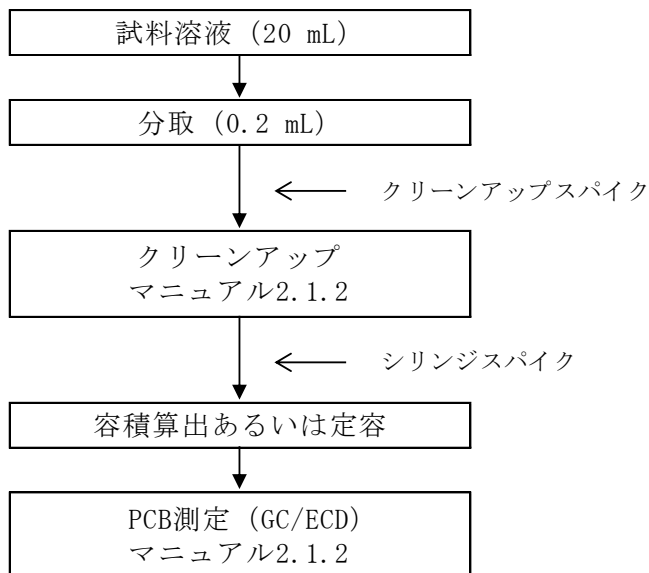 試料溶液 (20 mL)
分取 (0.2 mL)
クリーンアップスパイク
クリーンアップ
マニュアル2.1.2
シリンジスパイク
容積算出あるいは定容
PCB測定 (GC/ECD)
マニュアル2.1.2